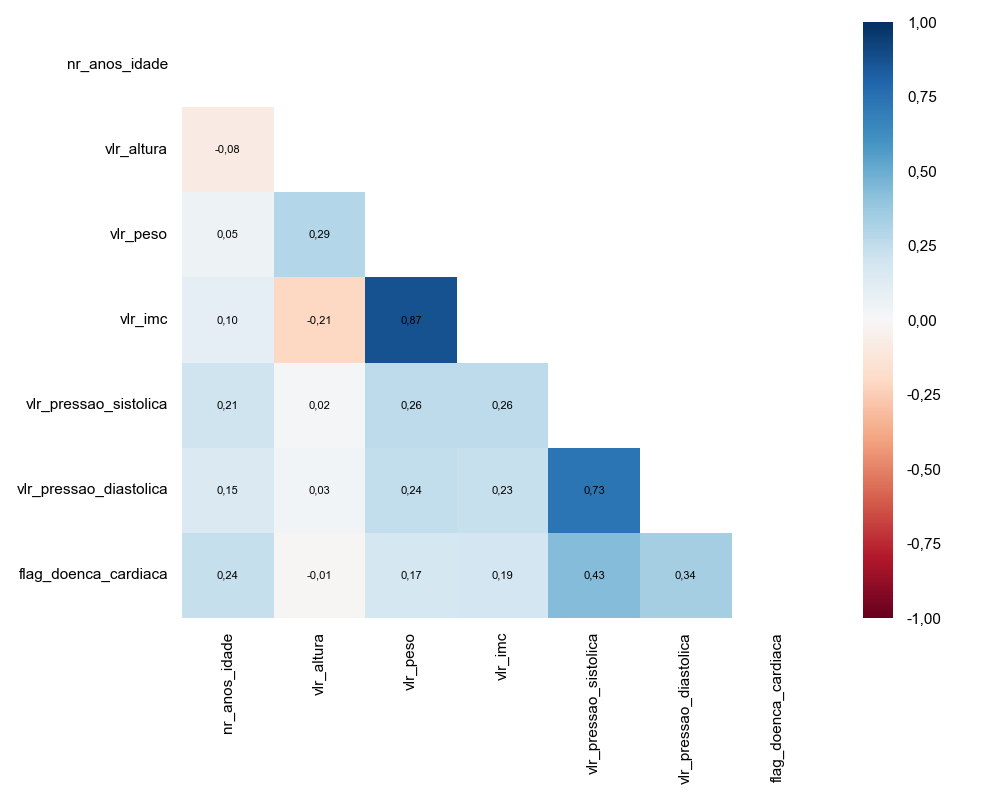 1,00
nr_anos_idade
0,75
vlr_altura
-0,08
0,50
vlr_peso
0,05
0,29
0,25
vlr_imc
0,10
-0,21
0,87
0,00
vlr_pressao_sistolica
0,21
0,02
0,26
0,26
-0,25
vlr_pressao_diastolica
0,15
0,03
0,24
0,23
0,73
-0,50
flag_doenca_cardiaca
0,24
-0,01
0,17
0,19
0,43
0,34
-0,75
-1,00
nr_anos_idade
vlr_altura
vlr_peso
vlr_imc
vlr_pressao_sistolica
vlr_pressao_diastolica
flag_doenca_cardiaca